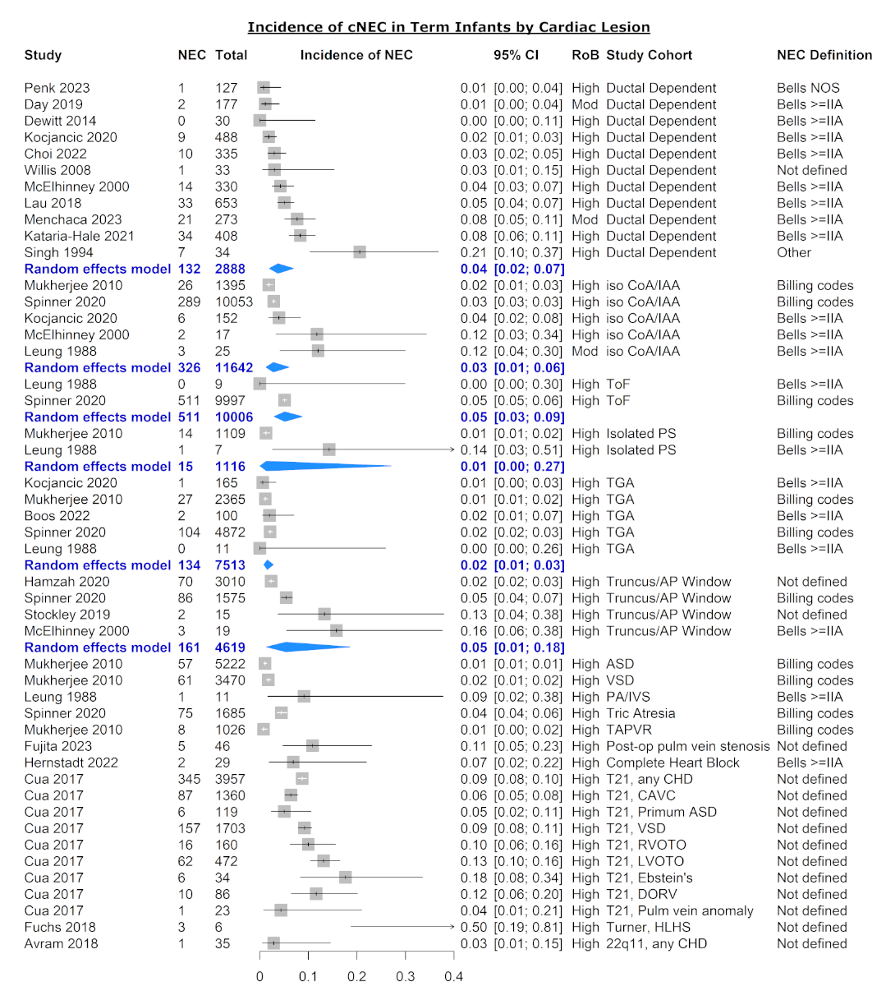 Incidence of cNEC in Term Infants by Cardiac Lesion
Study NEC Total Incidence of NEC 95% CI RoB Study Cohort NEC Definition
Penk 2023 1 127 0.01 [0.00; 0.04] High Ductal Dependent Bells NOS
Day 2019 2 177 0.01 [0.00; 0.04] Mod Ductal Dependent Bells >=IIA
Dewitt 2014 0 30 0.00 [0.00; 0.11] High Ductal Dependent Bells >=IIA
Kocjancic 2020 9 488 0.02 [0.01; 0.03] High Ductal Dependent Bells >=IIA
Choi 2022 10 335 0.03 [0.02; 0.05] High Ductal Dependent Bells >=IIA
Willis 2008 1 33 0.03 [0.01; 0.15] High Ductal Dependent Not defined
McElhinney 2000 14 330 0.04 [0.03; 0.07] High Ductal Dependent Bells >=IIA
Lau 2018 33 653 0.05 [0.04; 0.07] High Ductal Dependent Bells >=IIA
Menchaca 2023 21 273 0.08 [0.05; 0.11] Mod Ductal Dependent Bells >=IIA
Kataria-Hale 2021 34 408 0.08 [0.06; 0.11] High Ductal Dependent Bells >=IIA
Singh 1994 7 34 0.21 [0.10; 0.37] High Ductal Dependent Other
Random effects model 132 2888 0.04 [0.02; 0.07]
Mukherjee 2010 26 1395 0.02 [0.01; 0.03] High iso CoA/IAA Billing codes
Spinner 2020 289 10053 0.03 [0.03; 0.03] High iso CoA/IAA Billing codes
Kocjancic 2020 6 152 0.04 [0.02; 0.08] High iso CoA/IAA Bells >=IIA
McElhinney 2000 2 17 0.12 [0.03; 0.34] High iso CoA/IAA Bells >=IIA
Leung 1988 3 25 0.12 [0.04; 0.30] Mod iso CoA/IAA Bells >=IIA
Random effects model 326 11642 0.03 [0.01; 0.06]
Leung 1988 0 9 0.00 [0.00; 0.30] High ToF Bells >=IIA
Spinner 2020 511 9997 0.05 [0.05; 0.06] High ToF Billing codes
Random effects model 511 10006 0.05 [0.03; 0.09]
Mukherjee 2010 14 1109 0.01 [0.01; 0.02] High Isolated PS Billing codes
Leung 1988 1 7 0.14 [0.03; 0.51] High Isolated PS Bells >=IIA
Random effects model 15 1116 0.01 [0.00; 0.27]
Kocjancic 2020 1 165 0.01 [0.00; 0.03] High TGA Bells >=IIA
Mukherjee 2010 27 2365 0.01 [0.01; 0.02] High TGA Billing codes
Boos 2022 2 100 0.02 [0.01; 0.07] High TGA Bells >=IIA
Spinner 2020 104 4872 0.02 [0.02; 0.03] High TGA Billing codes
Leung 1988 0 11 0.00 [0.00; 0.26] High TGA Bells >=IIA
Random effects model 134 7513 0.02 [0.01; 0.03]
Hamzah 2020 70 3010 0.02 [0.02; 0.03] High Truncus/AP Window Not defined
Spinner 2020 86 1575 0.05 [0.04; 0.07] High Truncus/AP Window Billing codes
Stockley 2019 2 15 0.13 [0.04; 0.38] High Truncus/AP Window Not defined
McElhinney 2000 3 19 0.16 [0.06; 0.38] High Truncus/AP Window Bells >=IIA
Random effects model 161 4619 0.05 [0.01; 0.18]
Mukherjee 2010 57 5222 0.01 [0.01; 0.01] High ASD Billing codes
Mukherjee 2010 61 3470 0.02 [0.01; 0.02] High VSD Billing codes
Leung 1988 1 11 0.09 [0.02; 0.38] High PA/IVS Bells >=IIA
Spinner 2020 75 1685 0.04 [0.04; 0.06] High Tric Atresia Billing codes
Mukherjee 2010 8 1026 0.01 [0.00; 0.02] High TAPVR Billing codes
Fujita 2023 5 46 0.11 [0.05; 0.23] High Post-op pulm vein stenosis Not defined
Hernstadt 2022 2 29 0.07 [0.02; 0.22] High Complete Heart Block Bells >=IIA
Cua 2017 345 3957 0.09 [0.08; 0.10] High T21, any CHD Not defined
Cua 2017 87 1360 0.06 [0.05; 0.08] High T21, CAVC Not defined
Cua 2017 6 119 0.05 [0.02; 0.11] High T21, Primum ASD Not defined
Cua 2017 157 1703 0.09 [0.08; 0.11] High T21, VSD Not defined
Cua 2017 16 160 0.10 [0.06; 0.16] High T21, RVOTO Not defined
Cua 2017 62 472 0.13 [0.10; 0.16] High T21, LVOTO Not defined
Cua 2017 6 34 0.18 [0.08; 0.34] High T21, Ebstein's Not defined
Cua 2017 10 86 0.12 [0.06; 0.20] High T21, DORV Not defined
Cua 2017 1 23 0.04 [0.01; 0.21] High T21, Pulm vein anomaly Not defined
Fuchs 2018 3 6 0.50 [0.19; 0.81] High Turner, HLHS Not defined
Avram 2018 1 35 0.03 [0.01; 0.15] High 22q11, any CHD Not defined
0 0.1 0.2 0.3 0.4